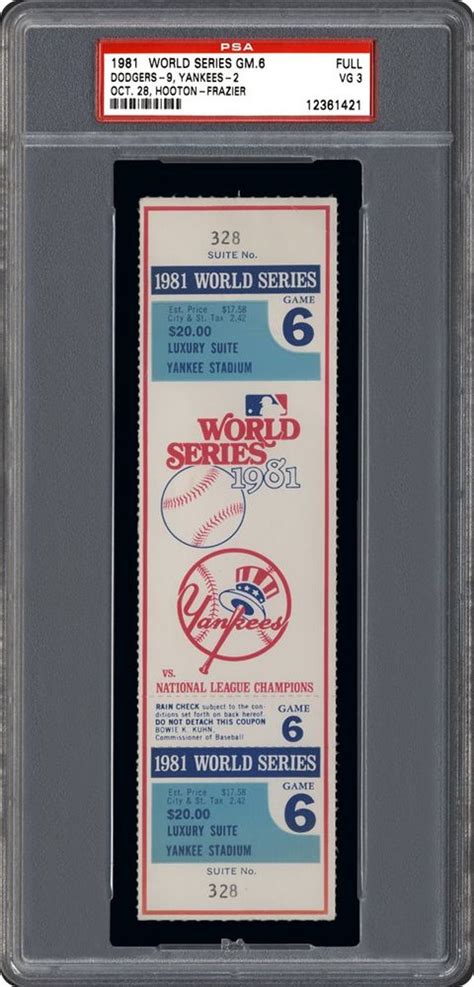 PSA
1981 WORLD SERIES GM.6 FULL
DODGERS-9, YANKEES-2 VG 3
OCT. 28, HOOTON-FRAZIER
12361421
328
SUITE No.
1981 WORLD SERIES
GAME
6
Est. Price $17.58
City & St. Tax 2.42
$20.00
LUXURY SUITE
YANKEE STADIUM
WORLD
SERIES
1981
Yankees
VS.
NATIONAL LEAGUE CHAMPIONS
RAIN CHECK subject to the con-
ditions set forth on back hereof.
DO NOT DETACH THIS COUPON
BOWIE K. KUHN,
Commissioner of Baseball
GAME
6
1981 WORLD SERIES
GAME
6
Est. Price $17.58
City & St. Tax 2.42
$20.00
LUXURY SUITE
YANKEE STADIUM
SUITE No.
328